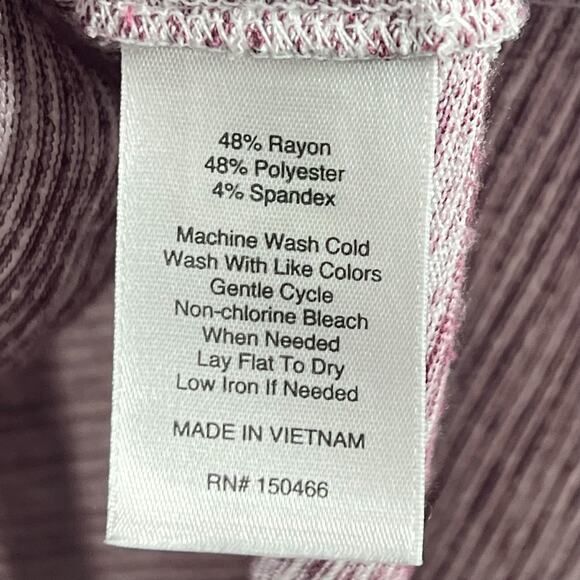 48% Rayon
48% Polyester
4% Spandex
Machine Wash Cold
Wash With Like Colors
Gentle Cycle
Non-chlorine Bleach
When Needed
Lay Flat To Dry
Low Iron If Needed
MADE IN VIETNAM
RN# 150466